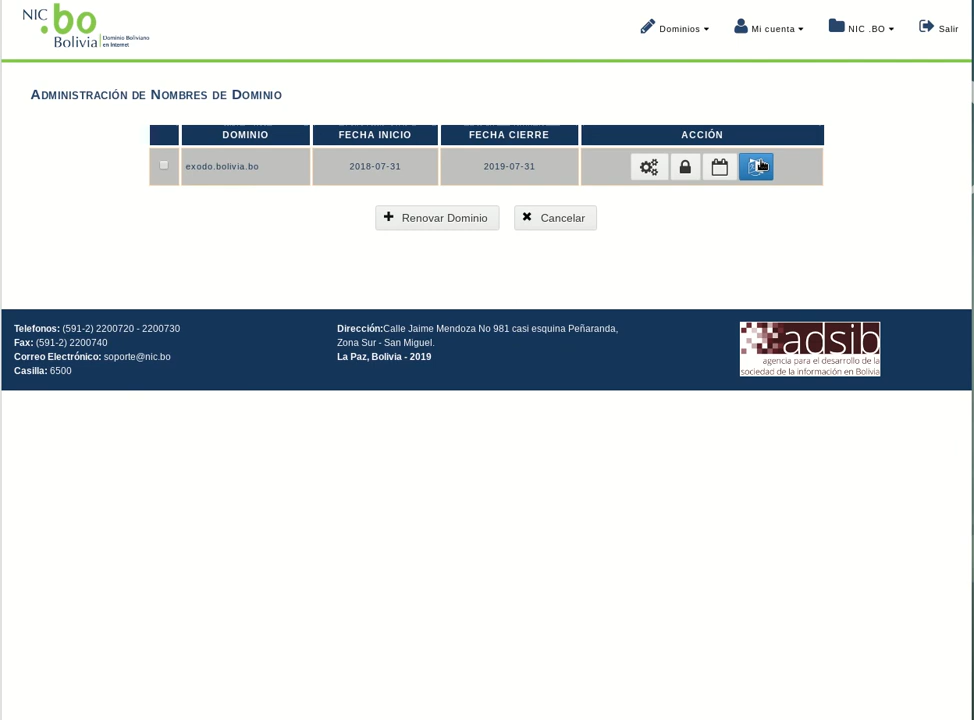 NIC
.bo
Bolivia
Dominio Boliviano
en Internet
Dominios
Mi cuenta
NIC .BO
Salir
Administración de Nombres de Dominio
DOMINIO FECHA INICIO FECHA CIERRE ACCIÓN
exodo.bolivia.bo 2018-07-31 2019-07-31
Renovar Dominio
Cancelar
Telefonos: (591-2) 2200720 - 2200730
Fax: (591-2) 2200740
Correo Electrónico: soporte@nic.bo
Casilla: 6500
Dirección:Calle Jaime Mendoza No 981 casi esquina Peñaranda,
Zona Sur - San Miguel.
La Paz, Bolivia - 2019
adsib
agencia para el desarrollo de la
sociedad de la información en Bolivia